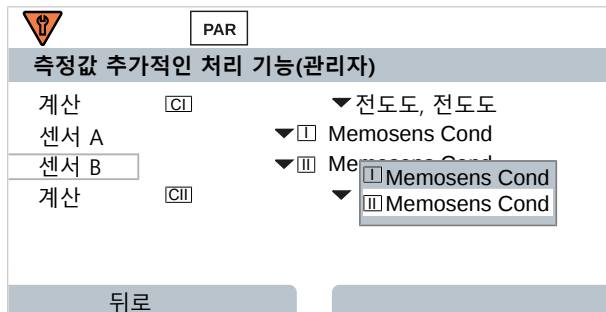 PAR
측정값 추가적인 처리 기능(관리자)
계산 CI 전도도, 전도도
센서 A I Memosens Cond
센서 B II Me
I Memosens Cond
II Memosens Cond
계산 CII
뒤로